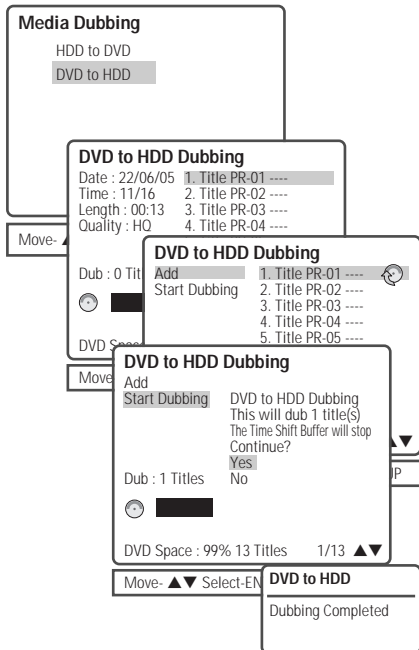 Media Dubbing
HDD to DVD
DVD to HDD
Move- ▲
DVD to HDD Dubbing
Date : 22/06/05
Time : 11/16
Length : 00:13
Quality : HQ
1. Title PR-01 ----
2. Title PR-02 ----
3. Title PR-03 ----
4. Title PR-04 ----
Dub : 0 Tit
DVD
Move
DVD to HDD Dubbing
Add
Start Dubbing
1. Title PR-01 ----
2. Title PR-02 ----
3. Title PR-03 ----
4. Title PR-04 ----
5. Title PR-05 ----
▲▼
UP
DVD to HDD Dubbing
Add
Start Dubbing
DVD to HDD Dubbing
This will dub 1 title(s)
The Time Shift Buffer will stop
Continue?
Yes
No
Dub : 1 Titles
DVD Space : 99% 13 Titles 1/13 ▲▼
Move- ▲▼ Select-EN
DVD to HDD
Dubbing Completed